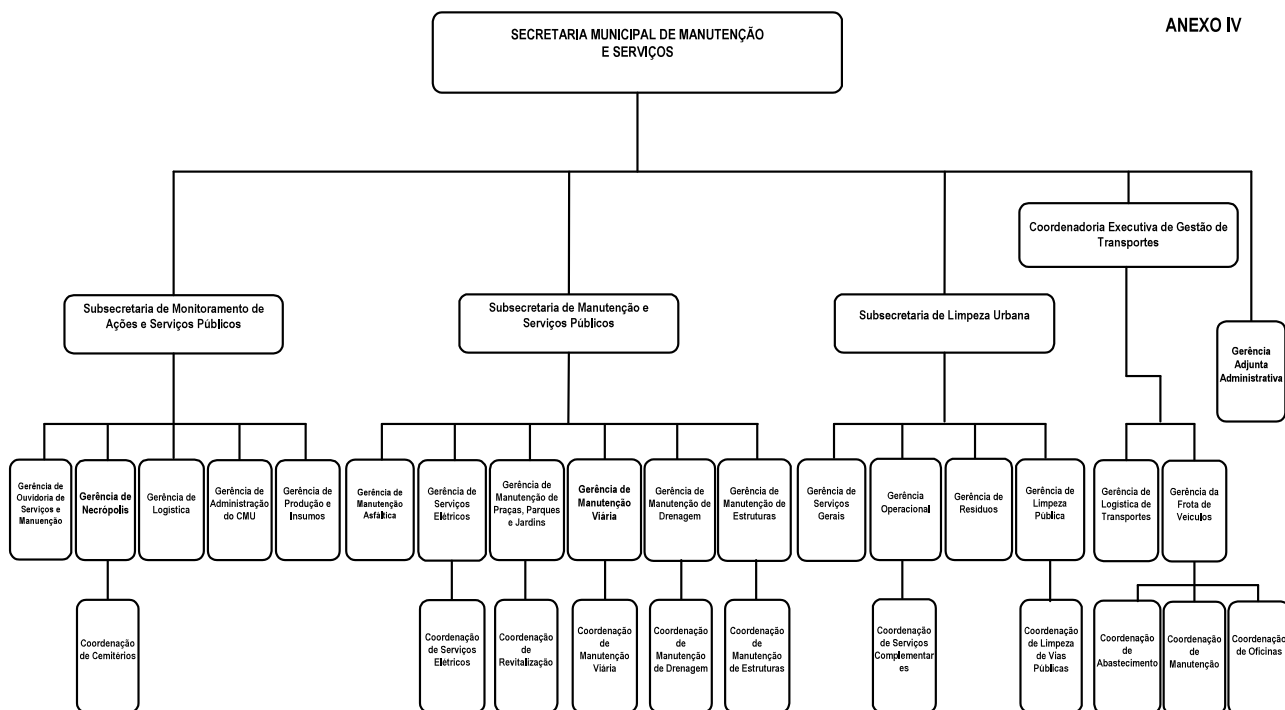 ANEXO IV
SECRETARIA MUNICIPAL DE MANUTENÇÃO
E SERVIÇOS
Coordenadoria Executiva de Gestão de
Transportes
Subsecretaria de Monitoramento de
Ações e Serviços Públicos
Subsecretaria de Manutenção e
Serviços Públicos
Subsecretaria de Limpeza Urbana
Gerência
Adjunta
Administrativa
Gerência de
Ouvidoria de
Serviços e
Manuenção
Gerência de
Necrópolis
Gerência de
Logistica
Gerência de
Administração
do CMU
Gerência de
Produção e
Insumos
Gerência de
Manutenção
Asfáltica
Gerência de
Serviços
Elétricos
Gerência de
Manutenção de
Praças, Parques
e Jardins
Gerência de
Manutenção
Viária
Gerência de
Manutenção de
Drenagem
Gerência de
Manutenção de
Estruturas
Gerência de
Serviços
Gerais
Gerência
Operacional
Gerência de
Residuos
Gerência de
Limpeza
Pública
Gerência de
Logistica de
Transportes
Gerência da
Frota de
Veiculos
Coordenação
de Cemitérios
Coordenação
de Serviços
Elétricos
Coordenação
de
Revitalização
Coordenação
de
Manutenção
Viária
Coordenação
de
Manutenção
de Drenagem
Coordenação
de
Manutenção
de Estruturas
Coordenação
de Serviços
Complementar
es
Coordenação
de Limpeza
de Vias
Públicas
Coordenação
de
Abastecimento
Coordenação
de
Manutenção
Coordenação
de Oficinas